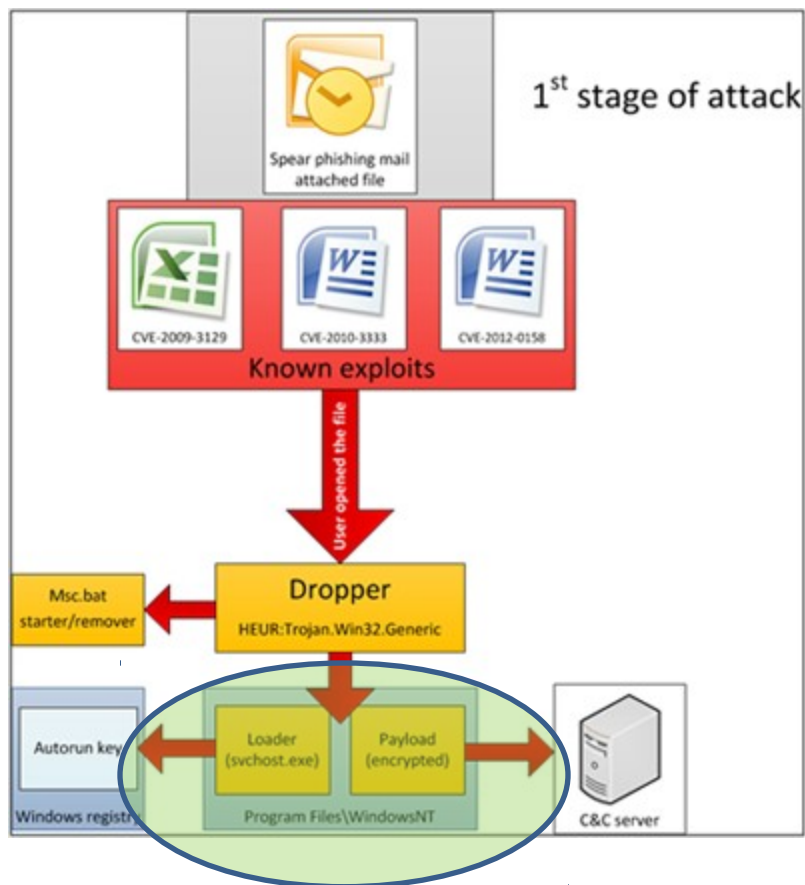 1st stage of attack
Spear phishing mail
attached file
CVE-2009-3129
CVE-2010-3333
CVE-2012-0158
Known exploits
User opened the file
Dropper
HEUR:Trojan.Win32.Generic
Msc.bat
starter/remover
Autorun key
Windows registry
Loader
(svchost.exe)
Payload
(encrypted)
Program Files\WindowsNT
C&C server